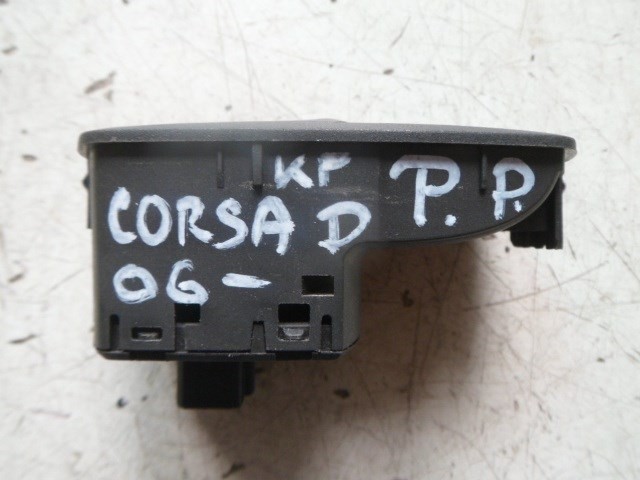 KF P.P.
CORSA D
06-